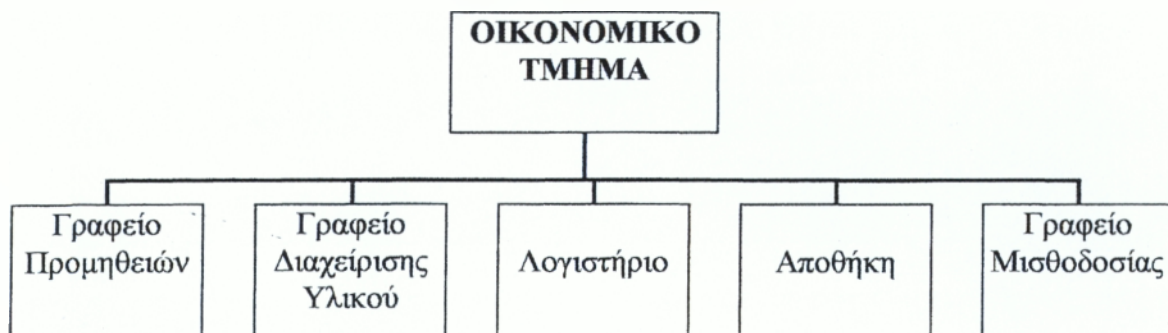 ΟΙΚΟΝΟΜΙΚΟ
ΤΜΗΜΑ
Γραφείο
Προμηθειών
Γραφείο
Διαχείρισης
Υλικού
Λογιστήριο
Αποθήκη
Γραφείο
Μισθοδοσίας